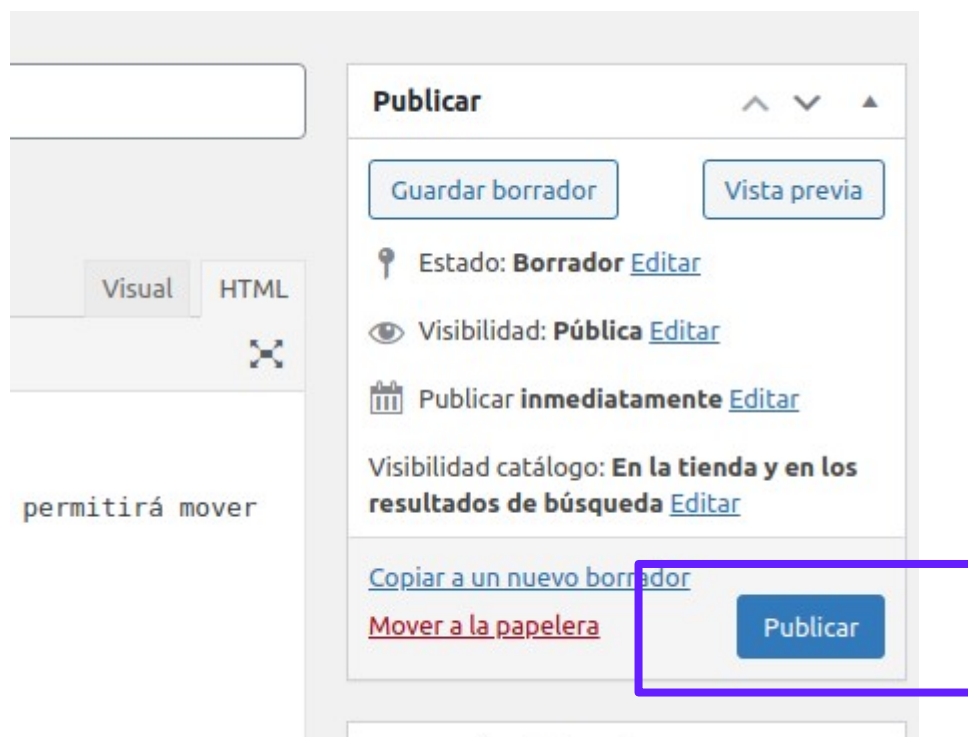 Publicar
Guardar borrador
Vista previa
Estado: Borrador Editar
Visual
HTML
Visibilidad: Pública Editar
Publicar inmediatamente Editar
Visibilidad catálogo: En la tienda y en los
resultados de búsqueda Editar
permitirá mover
Copiar a un nuevo borrador
Mover a la papelera
Publicar